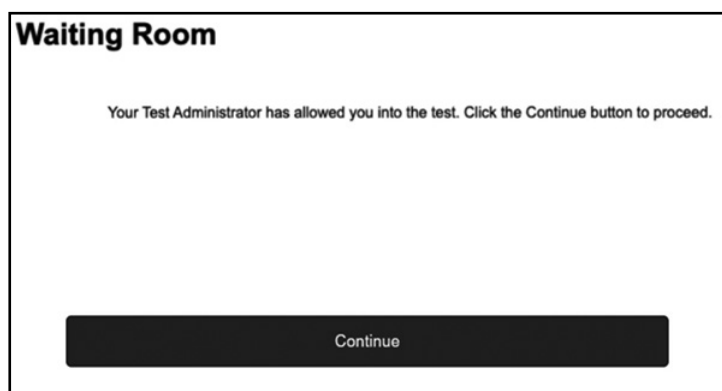 Waiting Room
Your Test Administrator has allowed you into the test. Click the Continue button to proceed.
Continue